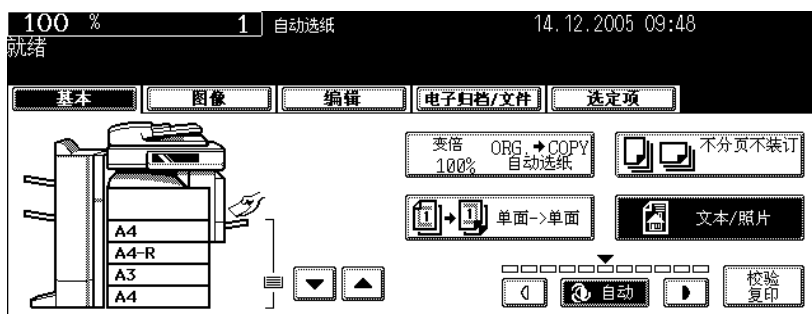 100 % 1 自动选纸 14.12.2005 09:48
就绪
基本 图像 编辑 电子归档/文件 选定项
变倍 ORG.→COPY 不分页不装订
100% 自动选纸
1→1 单面->单面 文本/照片
A4
A4-R
A3
A4
自动 校验
复印